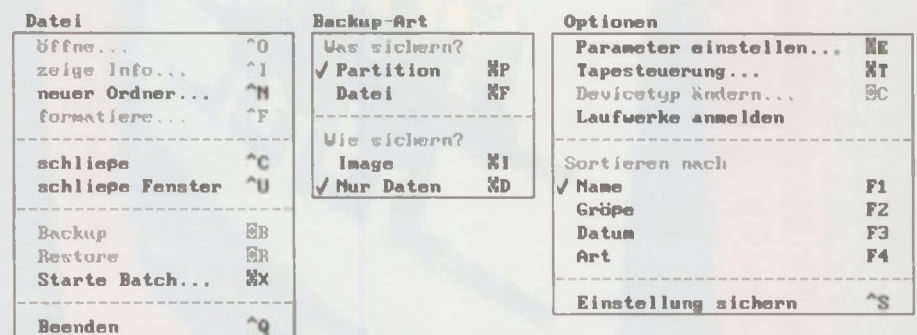 Datei
öffne... ^O
zeige Info... ^I
neuer Ordner... ^N
formatiere... ^F
schließe ^C
schließe Fenster ^U
Backup ⌘B
Restore ⌘R
Starte Batch... ⌘X
Beenden ^Q
Backup-Art
Was sichern?
✓ Partition ⌘P
Datei ⌘F
Wie sichern?
Image ⌘I
✓ Nur Daten ⌘D
Optionen
Parameter einstellen... ⌘E
Tapesteuerung... ⌘T
Devicetyp ändern... ⌘C
Laufwerke anmelden
Sortieren nach
✓ Name F1
Größe F2
Datum F3
Art F4
Einstellung sichern ^S